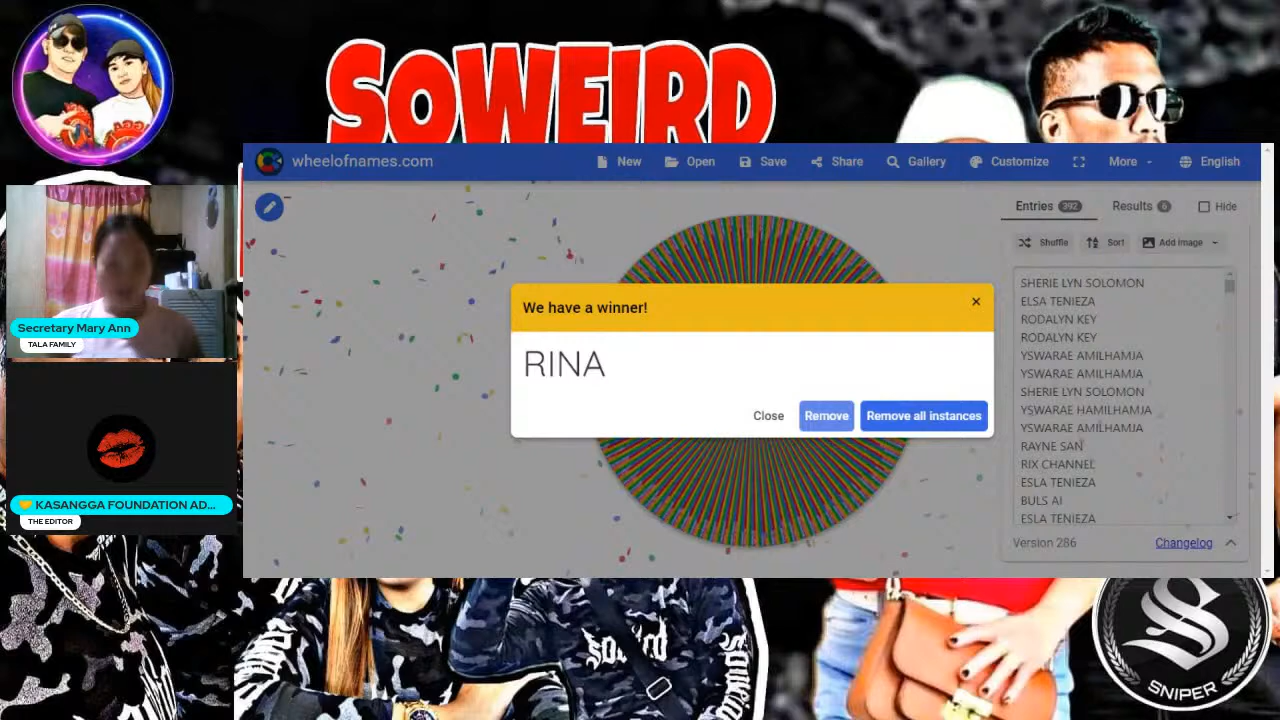 SOWEIRD
wheelofnames.com
New
Open
Save
Share
Gallery
Customize
More
English
Entries 392
Results 6
Hide
Shuffle
Sort
Add image
We have a winner!
×
RINA
Close
Remove
Remove all instances
SHERIE LYN SOLOMON
ELSA TENIEZA
RODALYN KEY
RODALYN KEY
YSWARAE AMILHAMJA
YSWARAE AMILHAMJA
SHERIE LYN SOLOMON
YSWARAE HAMILHAMJA
YSWARAE AMILHAMJA
RAYNE SAN
RIX CHANNEL
ESLA TENIEZA
BULS AI
ESLA TENIEZA
Version 286
Changelog
Secretary Mary Ann
TALA FAMILY
KASANGGA FOUNDATION AD...
THE EDITOR
S
SNIPER